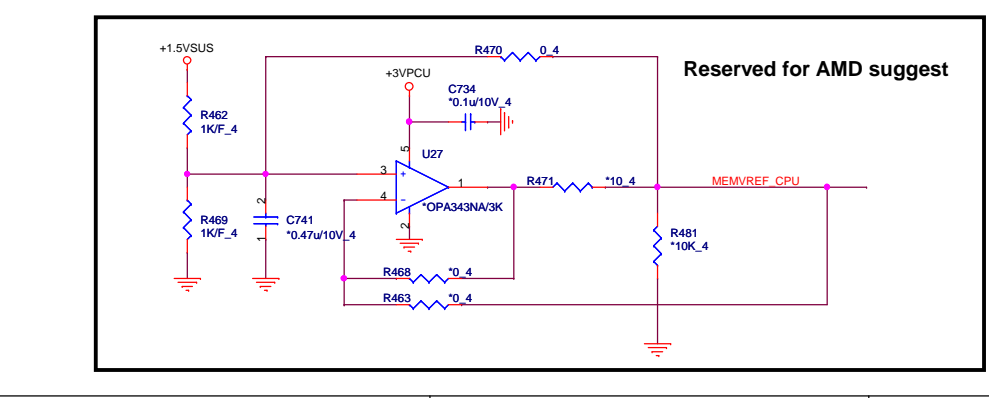 +1.5VSUS
R470 0_4
Reserved for AMD suggest
+3VPCU
C734
*0.1u/10V_4
R462
1K/F_4
5
U27
3
+
1
R471 *10_4
MEMVREF_CPU
4
-
*OPA343NA/3K
2
R469
1K/F_4
2
C741
*0.47u/10V_4
1
R481
*10K_4
R468 *0_4
R463 *0_4